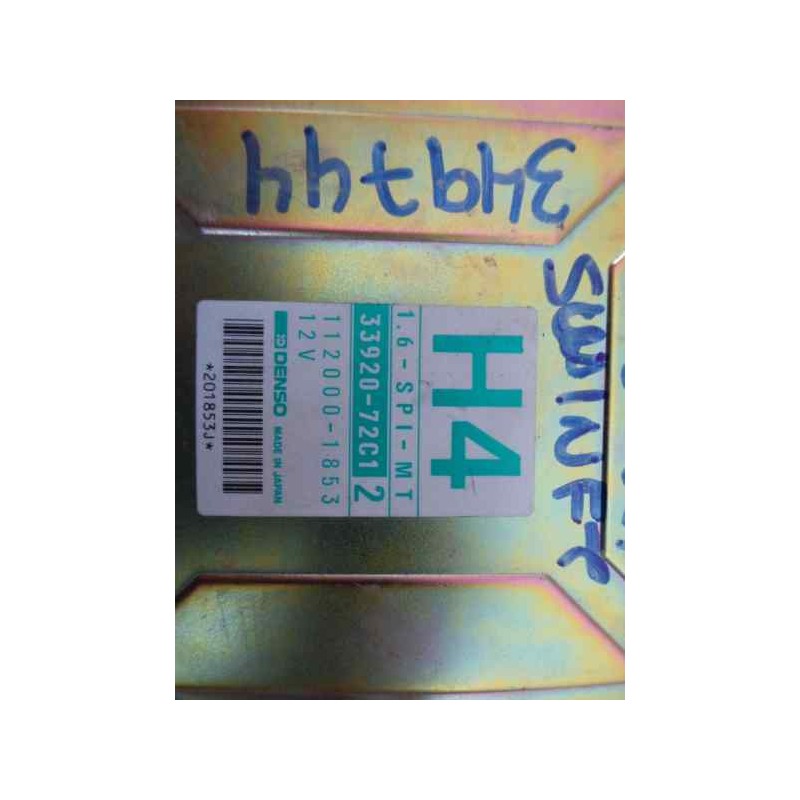 349744
SWIFT
H4
1.6-SPI-MT
33920-72C1 2
112000-1853
12V
DENSO MADE IN JAPAN
*201853J*